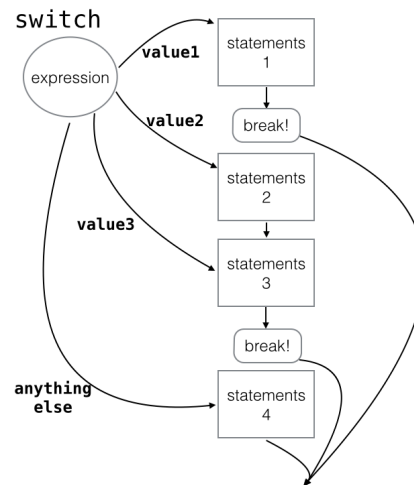 switch
expression
value1
statements
1
break!
value2
statements
2
value3
statements
3
break!
anything
else
statements
4